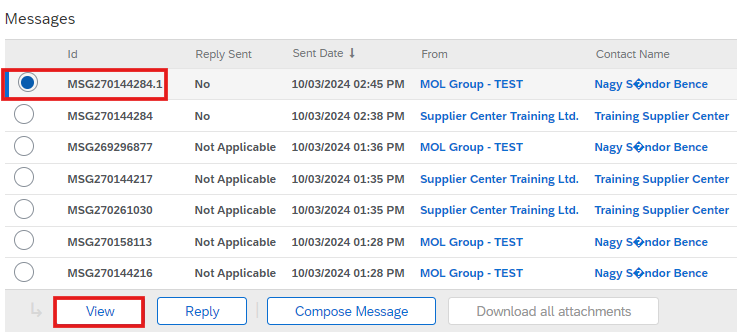 Messages
Id Reply Sent Sent Date ↓ From Contact Name
MSG270144284.1 No 10/03/2024 02:45 PM MOL Group - TEST Nagy S�ndor Bence
MSG270144284 No 10/03/2024 02:38 PM Supplier Center Training Ltd. Training Supplier Center
MSG269296877 Not Applicable 10/03/2024 01:36 PM MOL Group - TEST Nagy S�ndor Bence
MSG270144217 Not Applicable 10/03/2024 01:35 PM Supplier Center Training Ltd. Training Supplier Center
MSG270261030 Not Applicable 10/03/2024 01:35 PM Supplier Center Training Ltd. Training Supplier Center
MSG270158113 Not Applicable 10/03/2024 01:28 PM MOL Group - TEST Nagy S�ndor Bence
MSG270144216 Not Applicable 10/03/2024 01:28 PM MOL Group - TEST Nagy S�ndor Bence
View Reply Compose Message Download all attachments